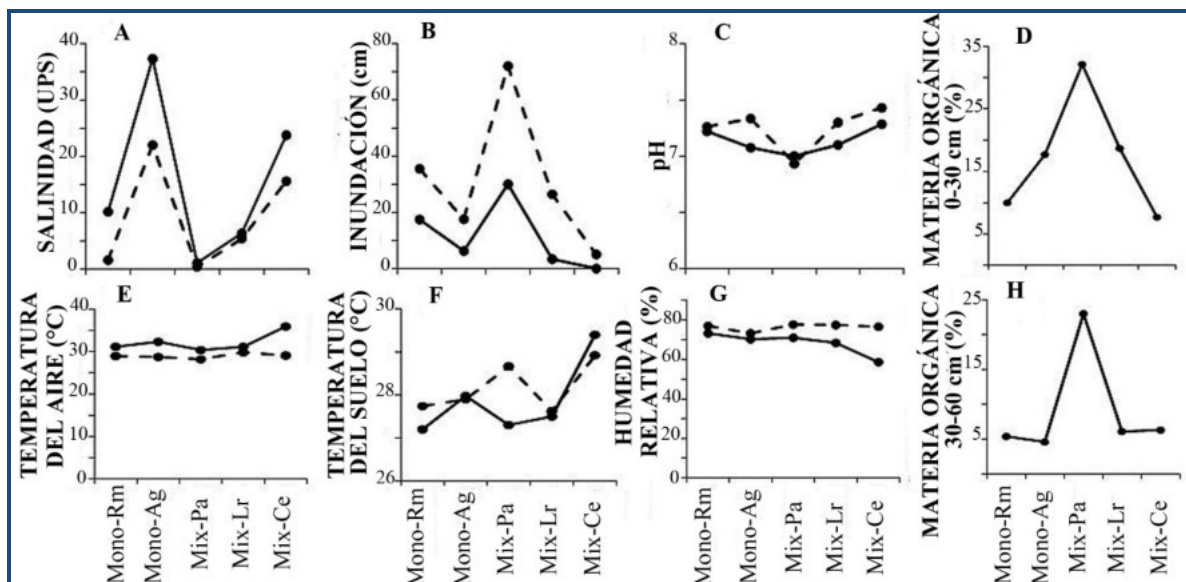 A
SALINIDAD (UPS)
40
30
20
10
0
B
INUNDACIÓN (cm)
80
60
40
20
0
C
pH
8
7
6
D
MATERIA ORGÁNICA
0-30 cm (%)
35
25
15
5
E
TEMPERATURA
DEL AIRE (°C)
40
30
20
10
0
Mono-Rm
Mono-Ag
Mix-Pa
Mix-Lr
Mix-Ce
F
TEMPERATURA
DEL SUELO (°C)
30
28
26
Mono-Rm
Mono-Ag
Mix-Pa
Mix-Lr
Mix-Ce
G
HUMEDAD
RELATIVA (%)
80
60
40
20
0
Mono-Rm
Mono-Ag
Mix-Pa
Mix-Lr
Mix-Ce
H
MATERIA ORGÁNICA
30-60 cm (%)
25
15
5
Mono-Rm
Mono-Ag
Mix-Pa
Mix-Lr
Mix-Ce